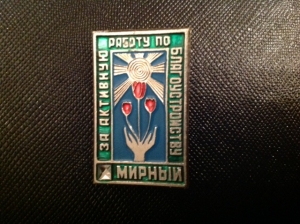 ЗА АКТИВНУЮ
РАБОТУ ПО
БЛАГОУСТРОЙСТВУ
МИРНЫЙ